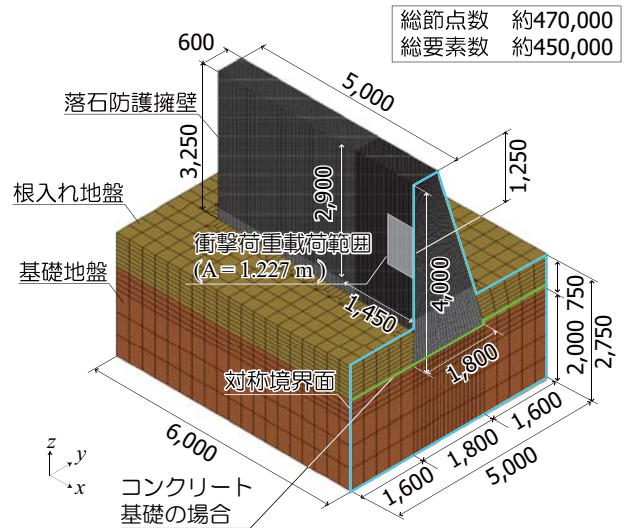 総節点数 約470,000
総要素数 約450,000
600
5,000
落石防護擁壁
3,250
1,250
2,900
根入れ地盤
衝撃荷重載荷範囲
(A = 1.227 m )
基礎地盤
4,000
1,450
750
2,000
2,750
1,800
対称境界面
6,000
1,600
1,800
1,600
5,000
z
y
x
コンクリート
基礎の場合